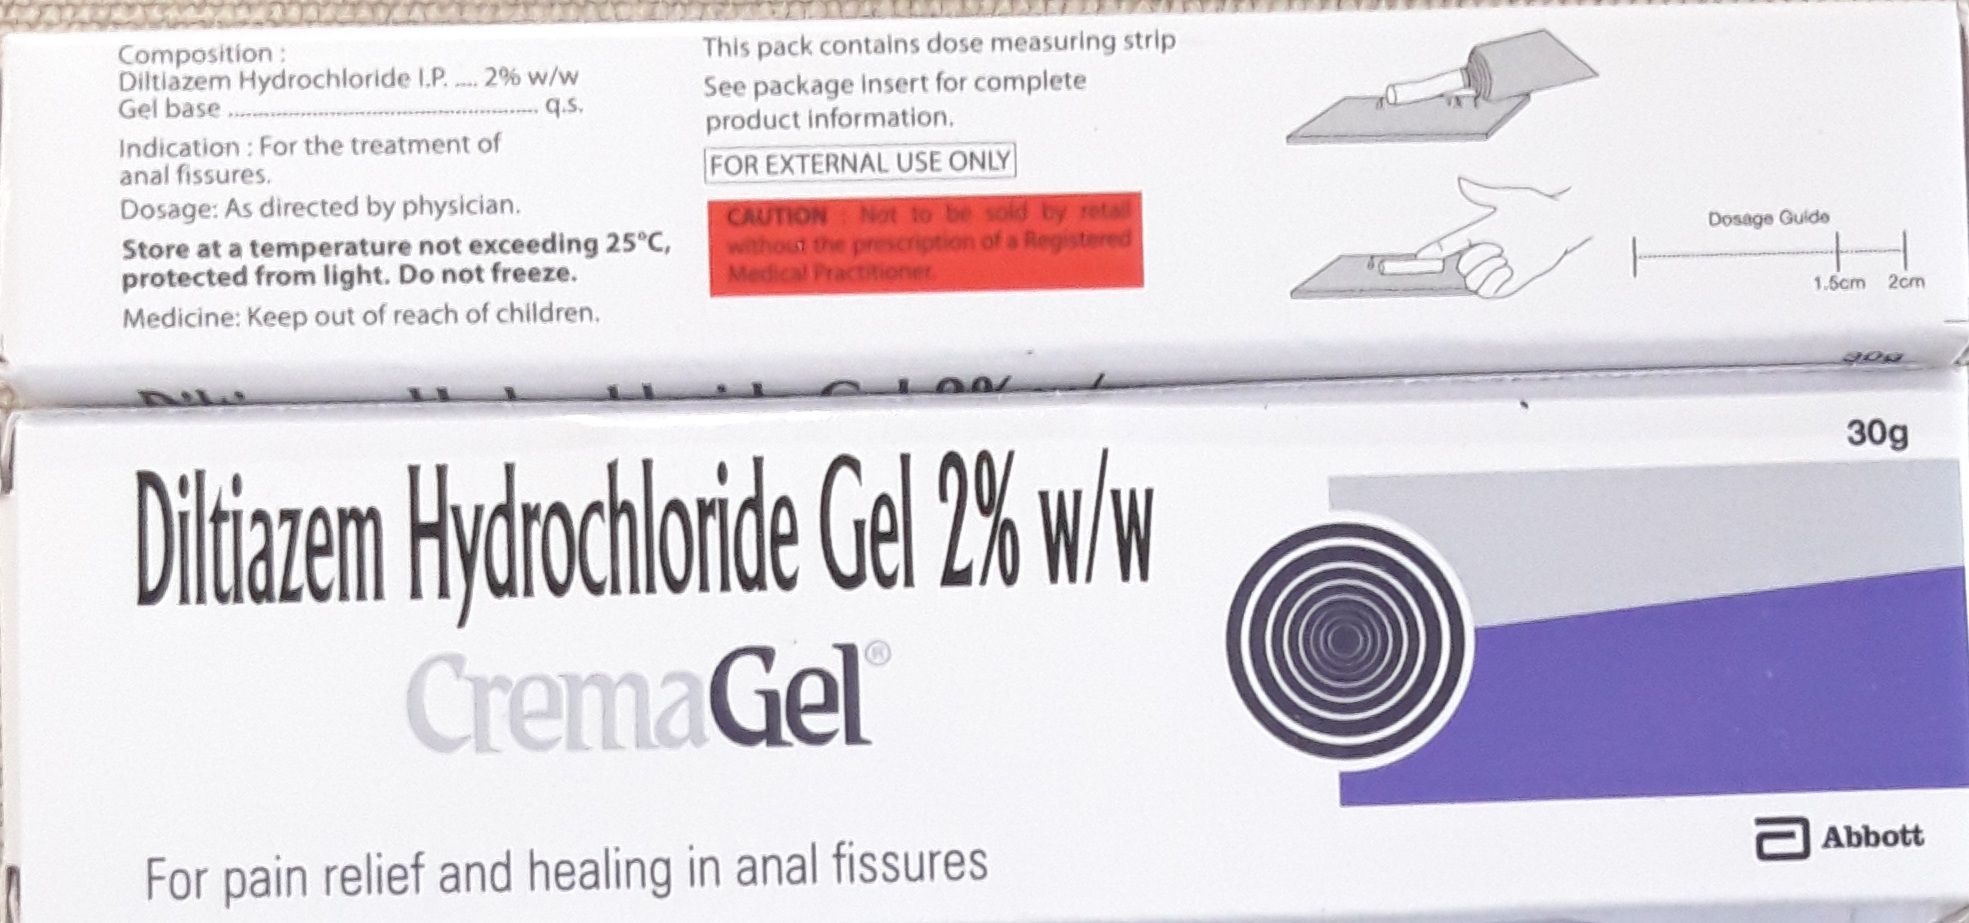 Composition :
Diltiazem Hydrochloride I.P. .... 2% w/w
Gel base ................................................ q.s.
Indication : For the treatment of
anal fissures.
Dosage: As directed by physician.
Store at a temperature not exceeding 25°C,
protected from light. Do not freeze.
Medicine: Keep out of reach of children.
This pack contains dose measuring strip
See package insert for complete
product information.
FOR EXTERNAL USE ONLY
CAUTION : Not to be sold by retail
without the prescription of a Registered
Medical Practitioner.
Dosage Guide
1.5cm 2cm
30g
30g
Diltiazem Hydrochloride Gel 2% w/w
CremaGel®
For pain relief and healing in anal fissures
Abbott